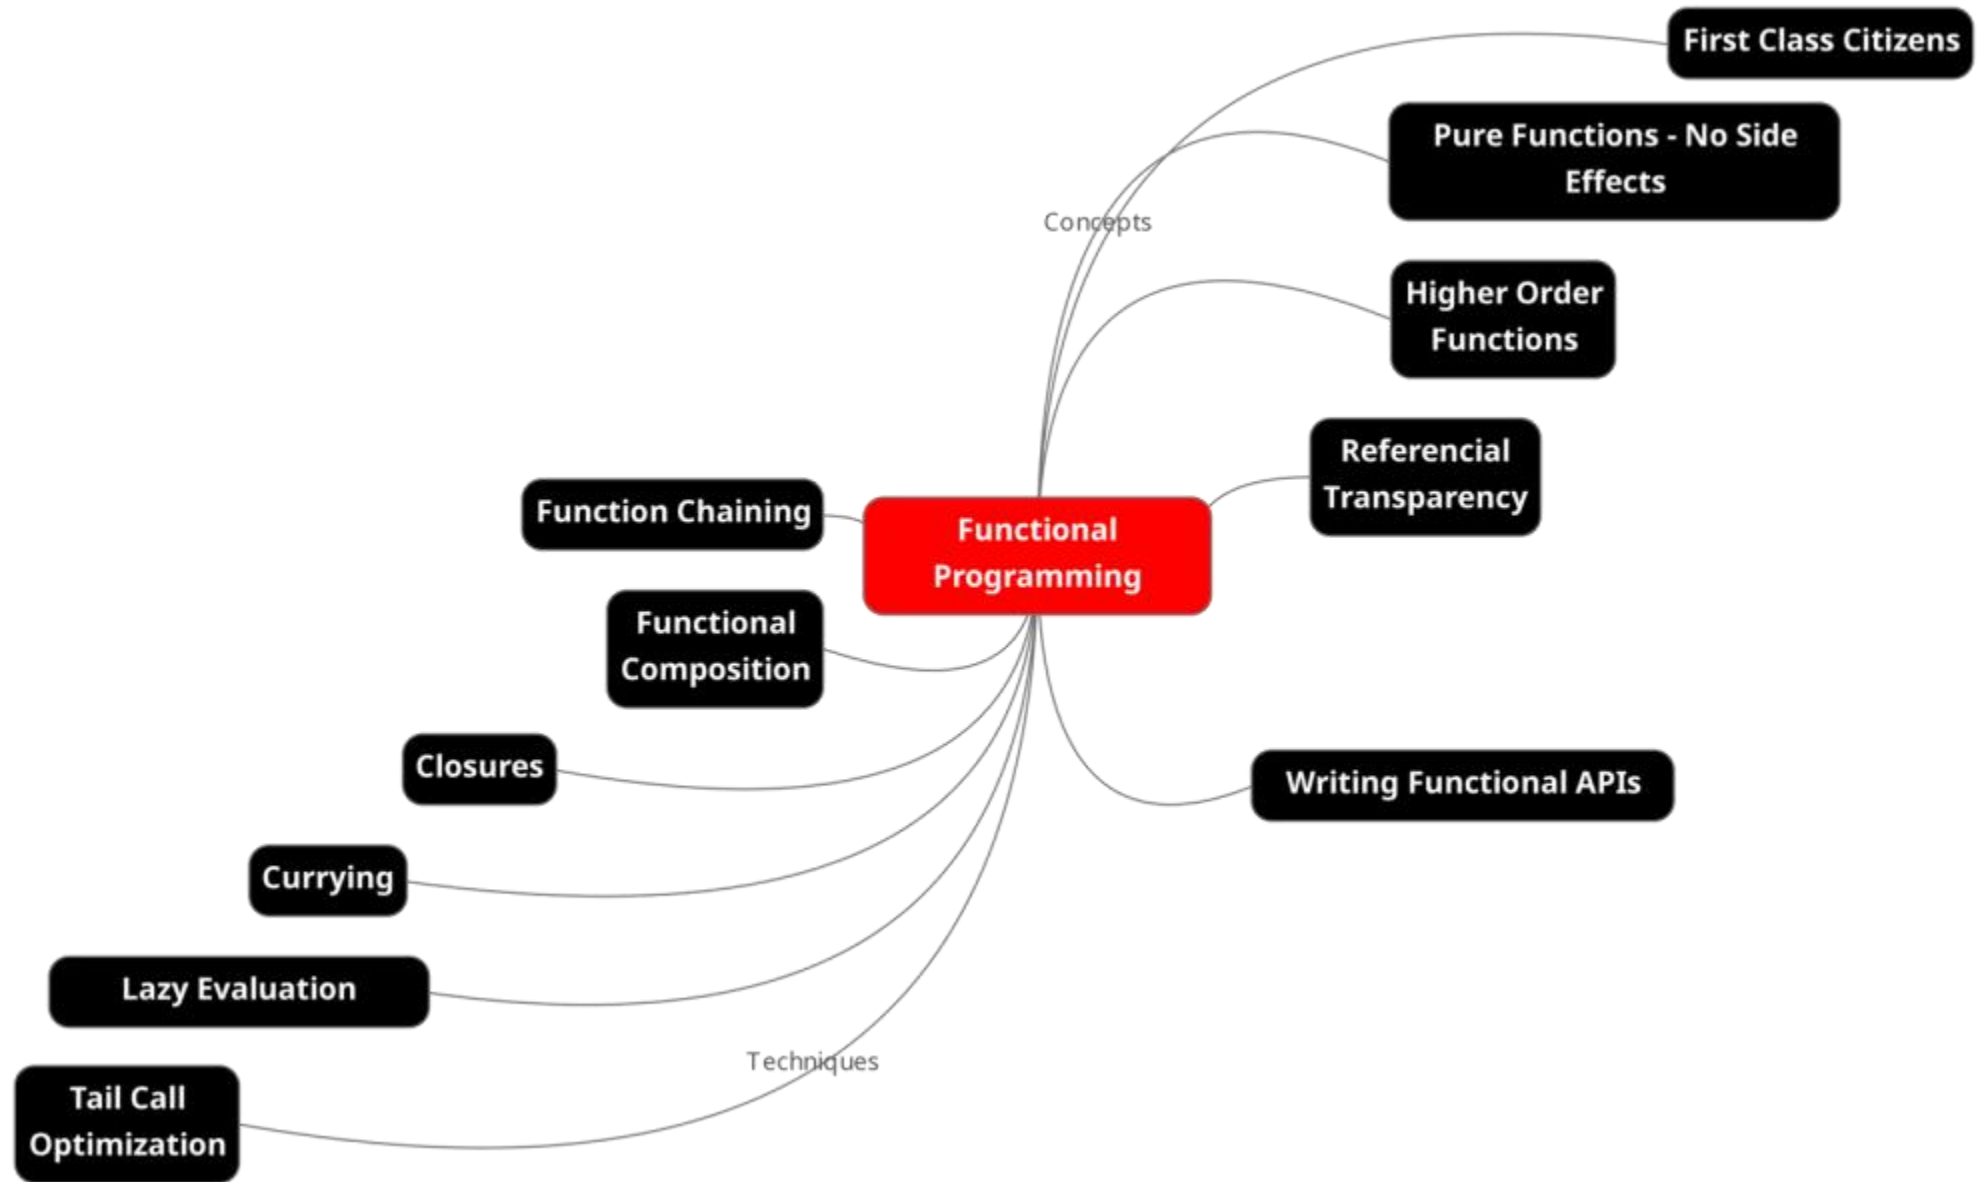 First Class Citizens
Pure Functions - No Side
Effects
Concepts
Higher Order
Functions
Referencial
Transparency
Function Chaining
Functional
Programming
Functional
Composition
Closures
Writing Functional APIs
Currying
Lazy Evaluation
Techniques
Tail Call
Optimization